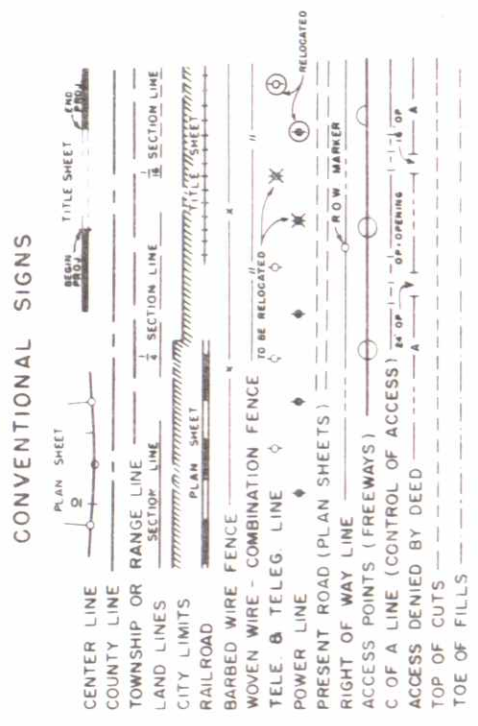 CONVENTIONAL SIGNS
PLAN SHEET
TITLE SHEET
10
BEGIN PROJ.
END PROJ.
CENTER LINE
COUNTY LINE
TOWNSHIP OR RANGE LINE
LAND LINES
SECTION LINE
1/4 SECTION LINE
1/16 SECTION LINE
CITY LIMITS
RAILROAD
PLAN SHEET
TITLE SHEET
BARBED WIRE FENCE x x
WOVEN WIRE - COMBINATION FENCE " "
TO BE RELOCATED
RELOCATED
TELE. & TELEG. LINE
POWER LINE
PRESENT ROAD (PLAN SHEETS)
RIGHT OF WAY LINE
ROW MARKER
ACCESS POINTS (FREEWAYS)
C OF A LINE (CONTROL OF ACCESS)
24' OP
OP = OPENING
16' OP
ACCESS DENIED BY DEED A A A
TOP OF CUTS
TOE OF FILLS